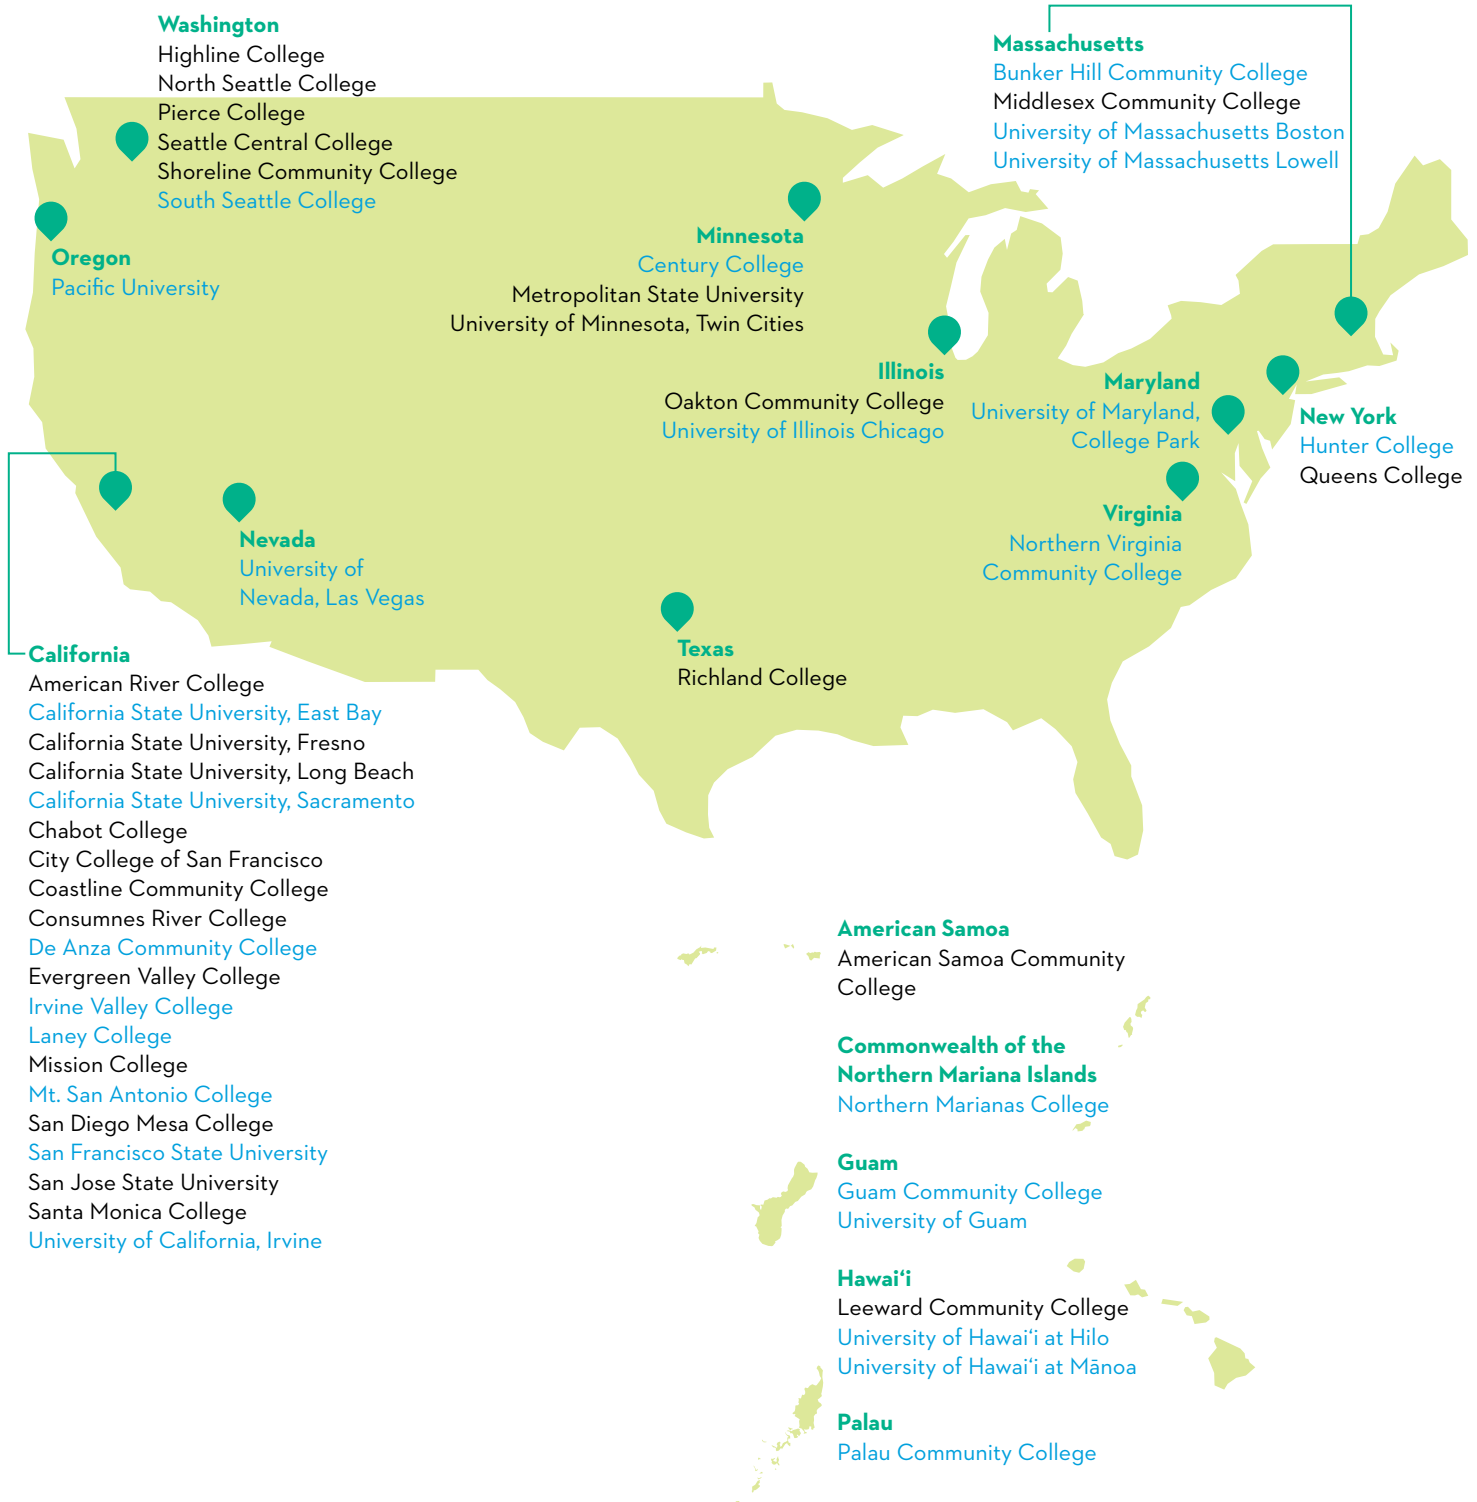 Washington
Highline College
North Seattle College
Pierce College
Seattle Central College
Shoreline Community College
South Seattle College
Massachusetts
Bunker Hill Community College
Middlesex Community College
University of Massachusetts Boston
University of Massachusetts Lowell
Oregon
Pacific University
Minnesota
Century College
Metropolitan State University
University of Minnesota, Twin Cities
Illinois
Oakton Community College
University of Illinois Chicago
Maryland
University of Maryland,
College Park
New York
Hunter College
Queens College
Virginia
Northern Virginia
Community College
Nevada
University of
Nevada, Las Vegas
Texas
Richland College
California
American River College
California State University, East Bay
California State University, Fresno
California State University, Long Beach
California State University, Sacramento
Chabot College
City College of San Francisco
Coastline Community College
Consumnes River College
De Anza Community College
Evergreen Valley College
Irvine Valley College
Laney College
Mission College
Mt. San Antonio College
San Diego Mesa College
San Francisco State University
San Jose State University
Santa Monica College
University of California, Irvine
American Samoa
American Samoa Community
College
Commonwealth of the
Northern Mariana Islands
Northern Marianas College
Guam
Guam Community College
University of Guam
Hawai‘i
Leeward Community College
University of Hawai‘i at Hilo
University of Hawai‘i at Mānoa
Palau
Palau Community College